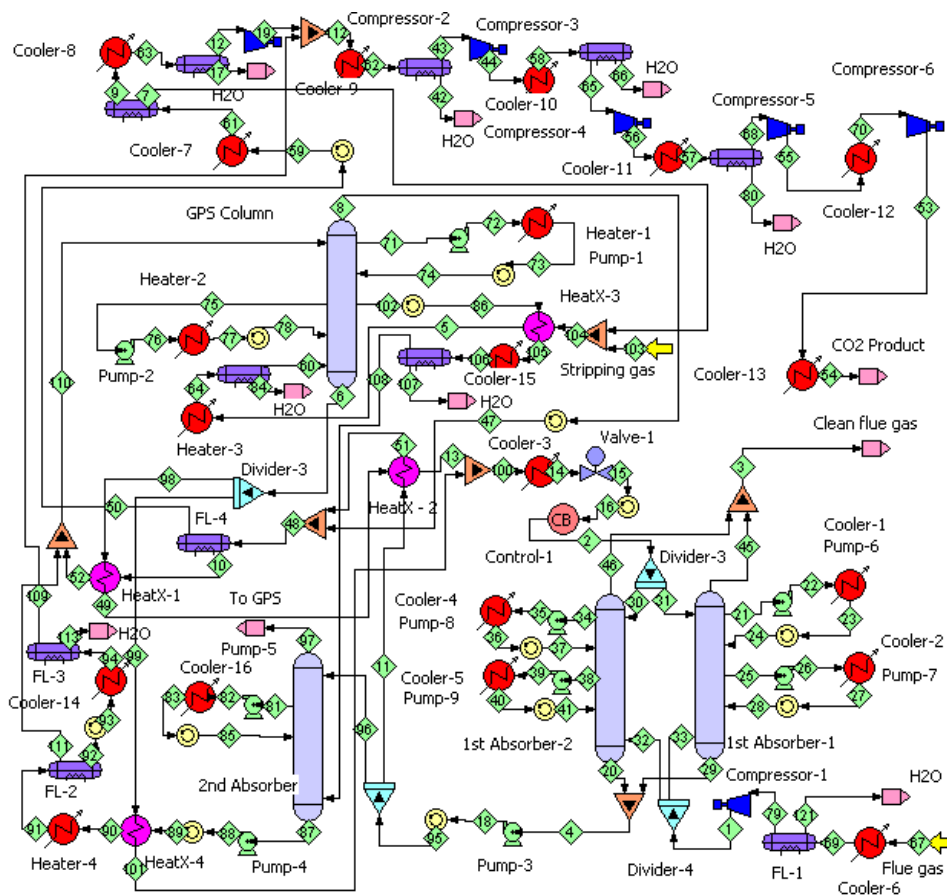 19
Compressor-2
12
12
Compressor-3
Cooler-8
63
43
17
62
44
58
Compressor-6
H2O
Cooler-9
65
66
9
7
42
Cooler-10
H2O
Compressor-5
61
H2O
Compressor-4
68
70
Cooler-7
59
56
57
55
Cooler-11
80
53
GPS Column
8
Cooler-12
H2O
71
72
Heater-1
Pump-1
74
73
Heater-2
75
102
86
HeatX-3
76
77
78
5
104
103
Pump-2
108
106
105
Stripping gas
CO2 Product
60
Cooler-15
Cooler-13
54
110
64
84
107
H2O
6
H2O
47
Clean flue gas
Heater-3
Cooler-3
Valve-1
51
Divider-3
13
100
14
15
3
98
50
FL-4
48
HeatX - 2
16
CB
Cooler-1
Pump-6
10
2
Control-1
46
Divider-3
45
52
22
109
49
HeatX-1
Cooler-4
Pump-8
30
31
21
To GPS
35
34
23
113
H2O
Pump-5
97
36
37
24
Cooler-2
FL-3
94
99
Cooler-16
Cooler-5
Pump-9
39
38
25
26
Pump-7
Cooler-14
83
82
81
11
40
41
28
27
93
85
96
32
33
1st Absorber-1
111
92
1st Absorber-2
20
29
Compressor-1
H2O
FL-2
2nd Absorber
79
121
91
90
89
88
87
95
18
4
1
69
67
Heater-4
HeatX-4
Pump-4
Pump-3
Divider-4
FL-1
Flue gas
101
Cooler-6